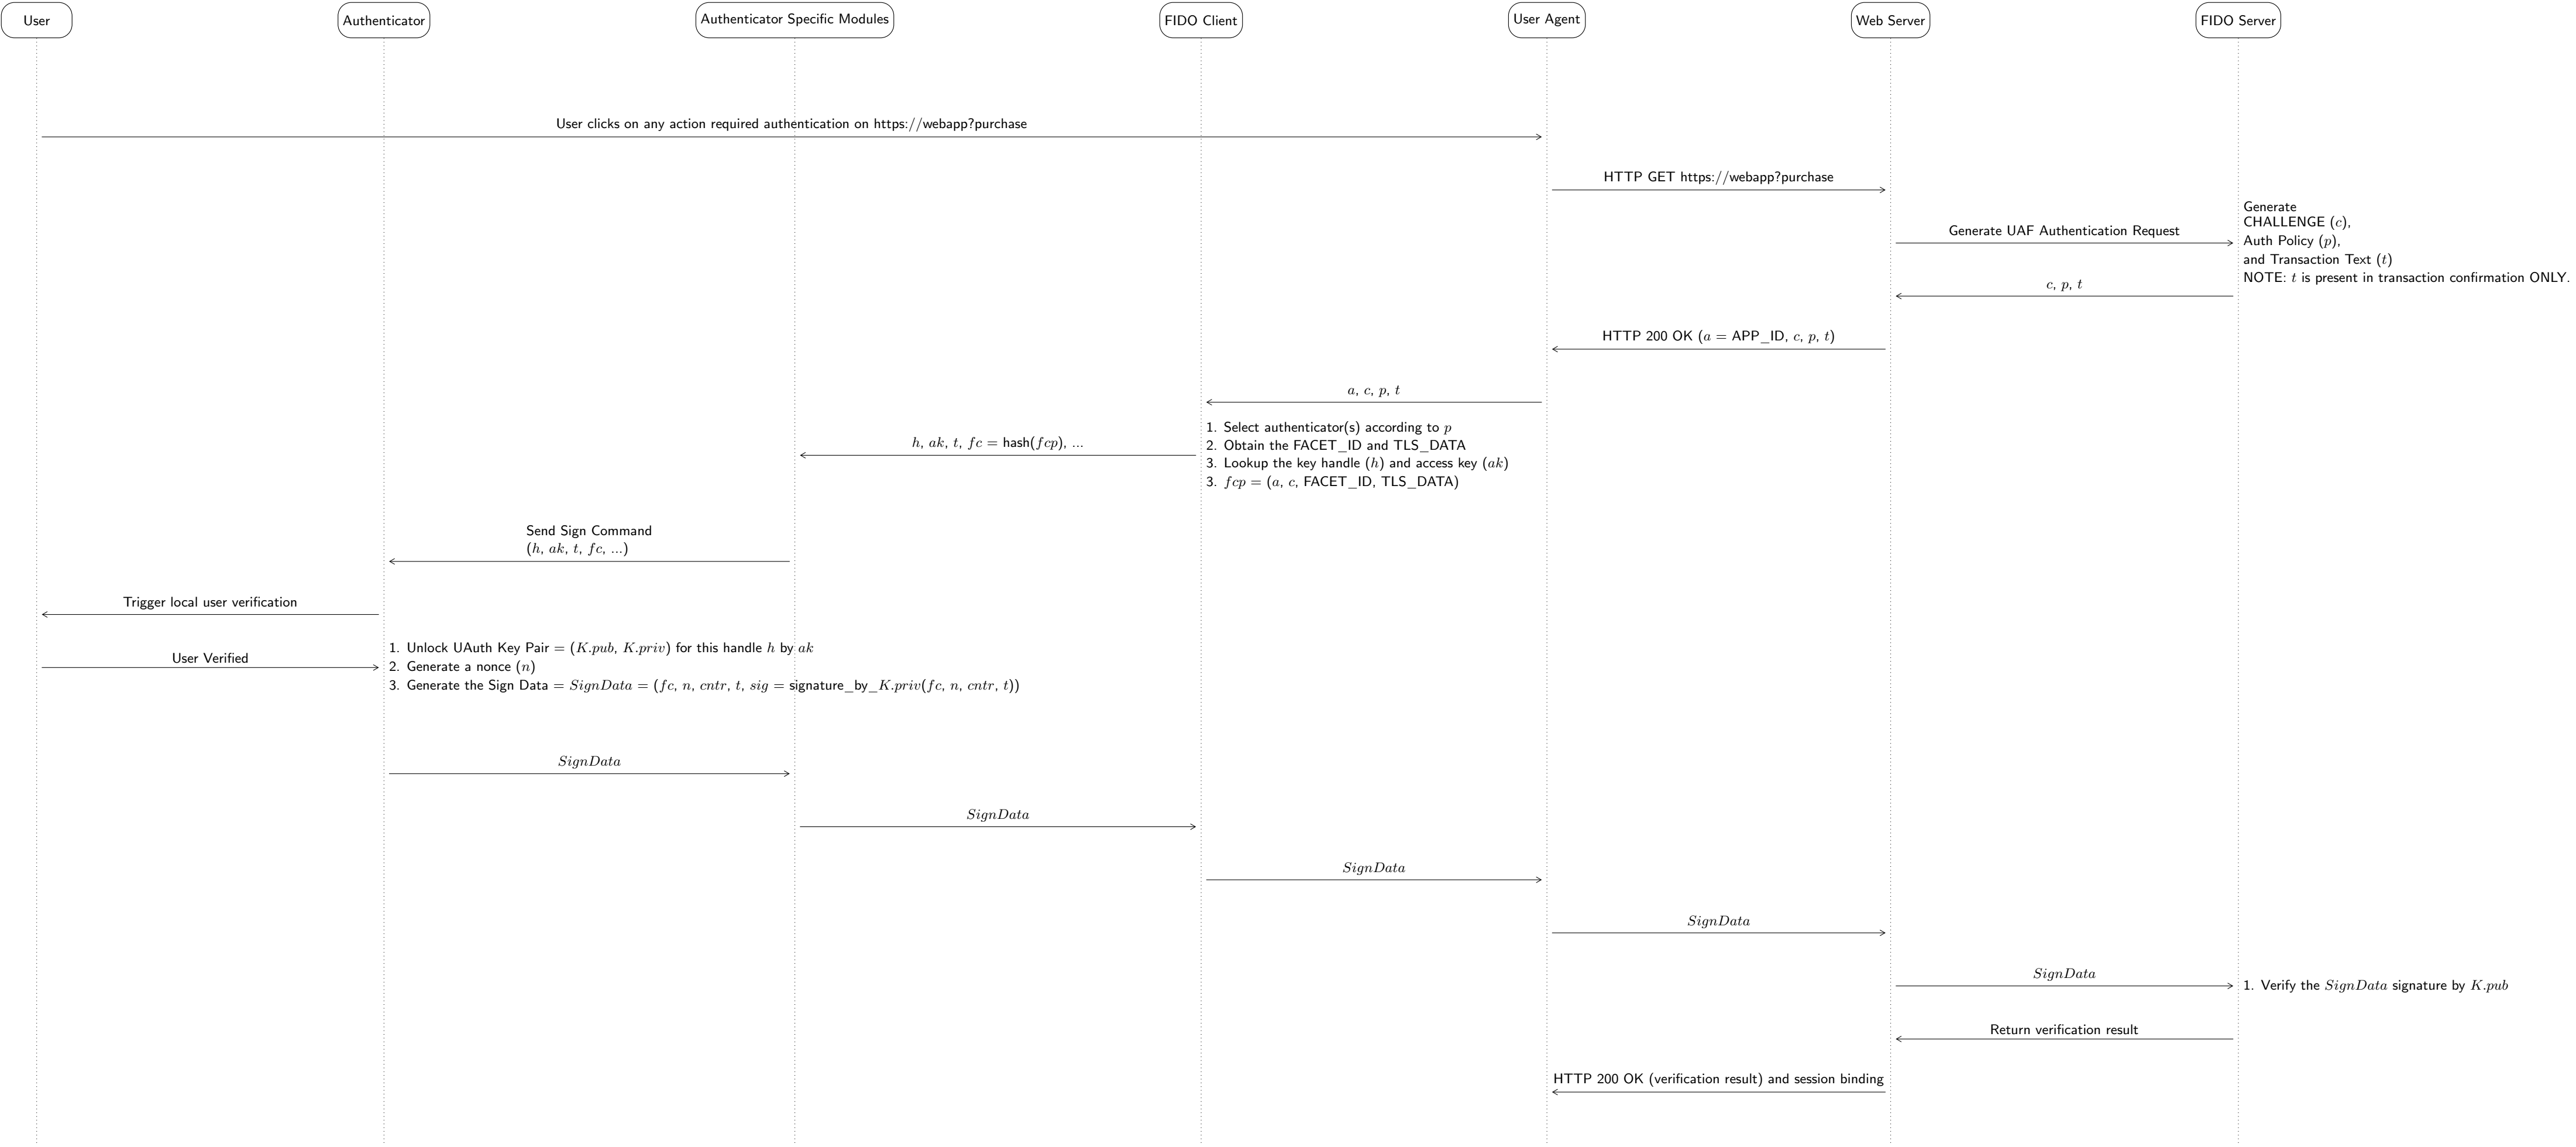 User
Authenticator
Authenticator Specific Modules
FIDO Client
User Agent
Web Server
FIDO Server
User clicks on any action required authentication on https://webapp?purchase
HTTP GET https://webapp?purchase
Generate UAF Authentication Request
Generate
CHALLENGE (c),
Auth Policy (p),
and Transaction Text (t)
NOTE: t is present in transaction confirmation ONLY.
c, p, t
HTTP 200 OK (a = APP_ID, c, p, t)
a, c, p, t
1. Select authenticator(s) according to p
2. Obtain the FACET_ID and TLS_DATA
3. Lookup the key handle (h) and access key (ak)
3. fcp = (a, c, FACET_ID, TLS_DATA)
h, ak, t, fc = hash(fcp), ...
Send Sign Command
(h, ak, t, fc, ...)
Trigger local user verification
User Verified
1. Unlock UAuth Key Pair = (K.pub, K.priv) for this handle h by ak
2. Generate a nonce (n)
3. Generate the Sign Data = SignData = (fc, n, cntr, t, sig = signature_by_K.priv(fc, n, cntr, t))
SignData
SignData
SignData
SignData
SignData
1. Verify the SignData signature by K.pub
Return verification result
HTTP 200 OK (verification result) and session binding